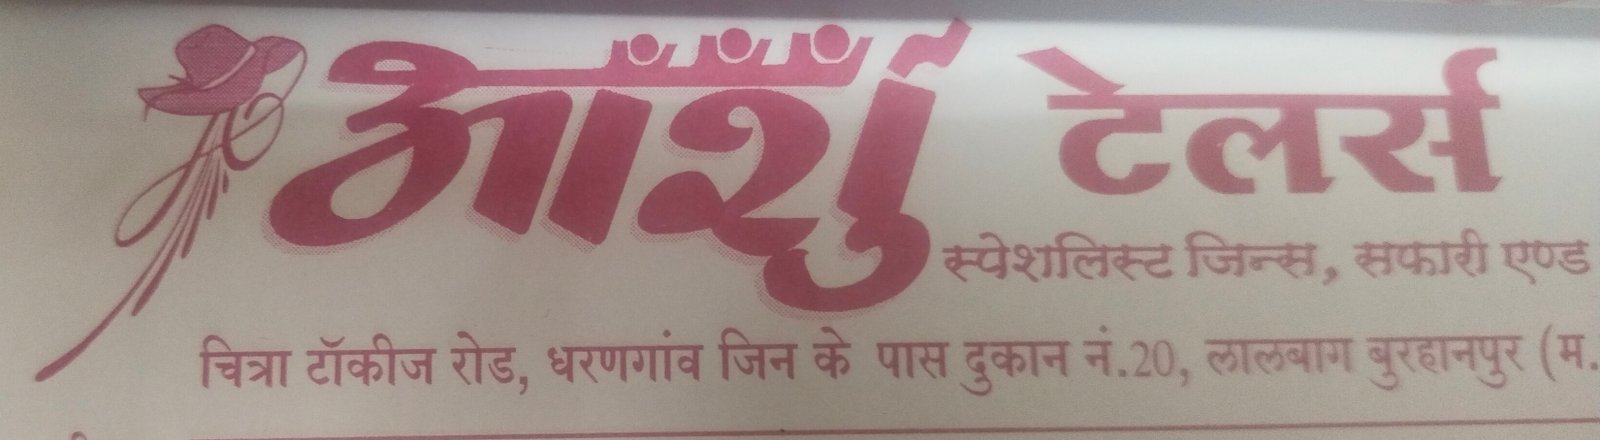 आशु टेलर्स
स्पेशलिस्ट जिन्स, सफारी एण्ड
चित्रा टॉकीज रोड, धरणगांव जिन के पास दुकान नं.20, लालबाग बुरहानपुर (म.